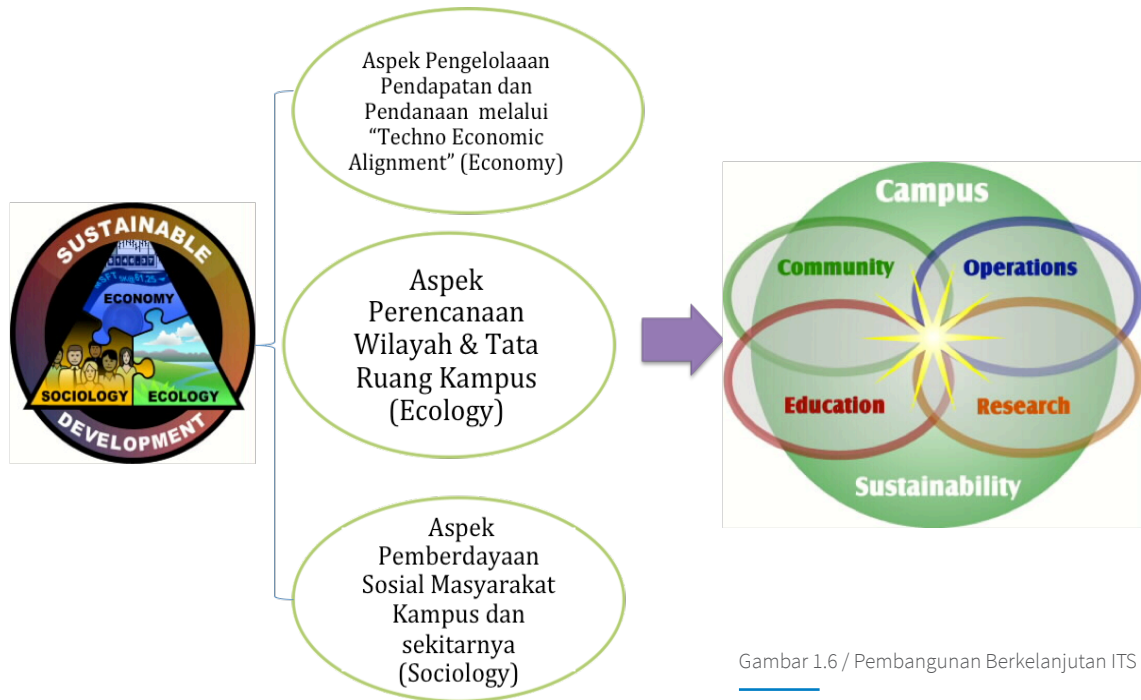 SUSTAINABLE
ECONOMY
SOCIOLOGY
ECOLOGY
DEVELOPMENT
Aspek Pengelolaaan
Pendapatan dan
Pendanaan melalui
“Techno Economic
Alignment” (Economy)
Aspek
Perencanaan
Wilayah & Tata
Ruang Kampus
(Ecology)
Aspek
Pemberdayaan
Sosial Masyarakat
Kampus dan
sekitarnya
(Sociology)
Campus
Community
Operations
Education
Research
Sustainability
Gambar 1.6 / Pembangunan Berkelanjutan ITS